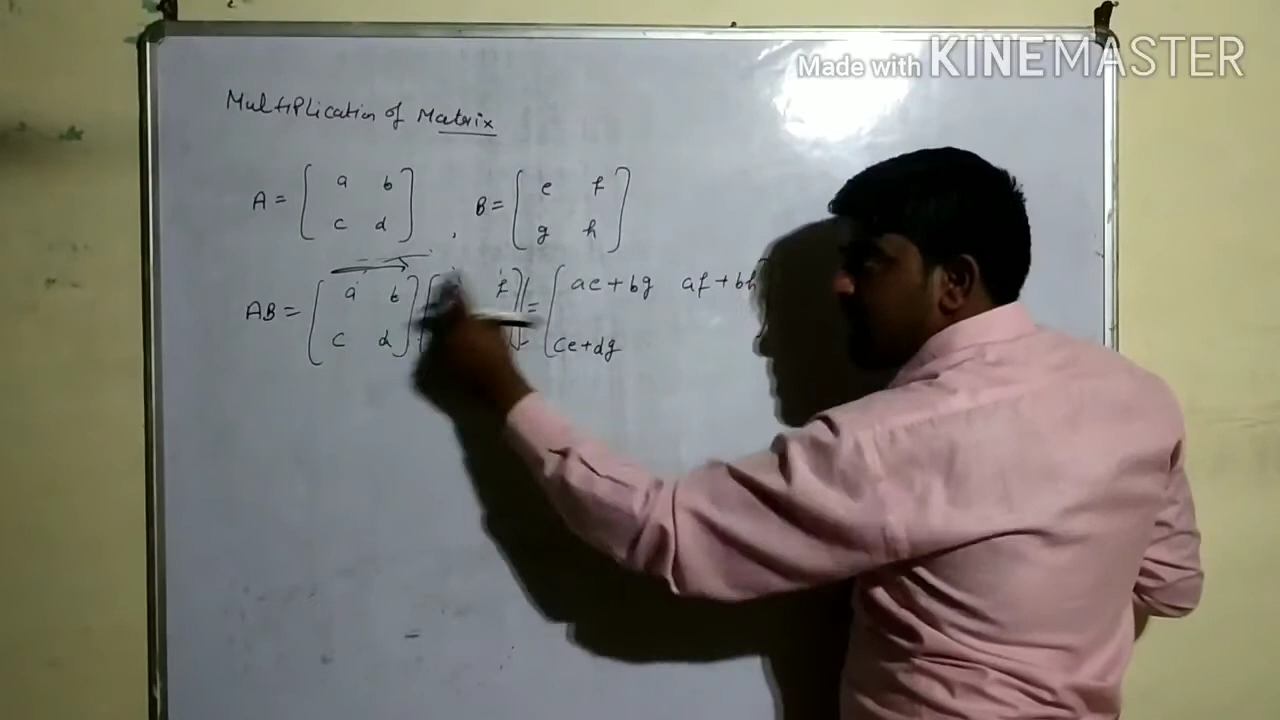 Made with KINEMASTER
Multiplication of Matrix
A = [ a b
c d ] , B = [ e f
g h ]
AB = [ a b
c d ] [ f ] = [ ae + bg af + bh
ce + dg ]